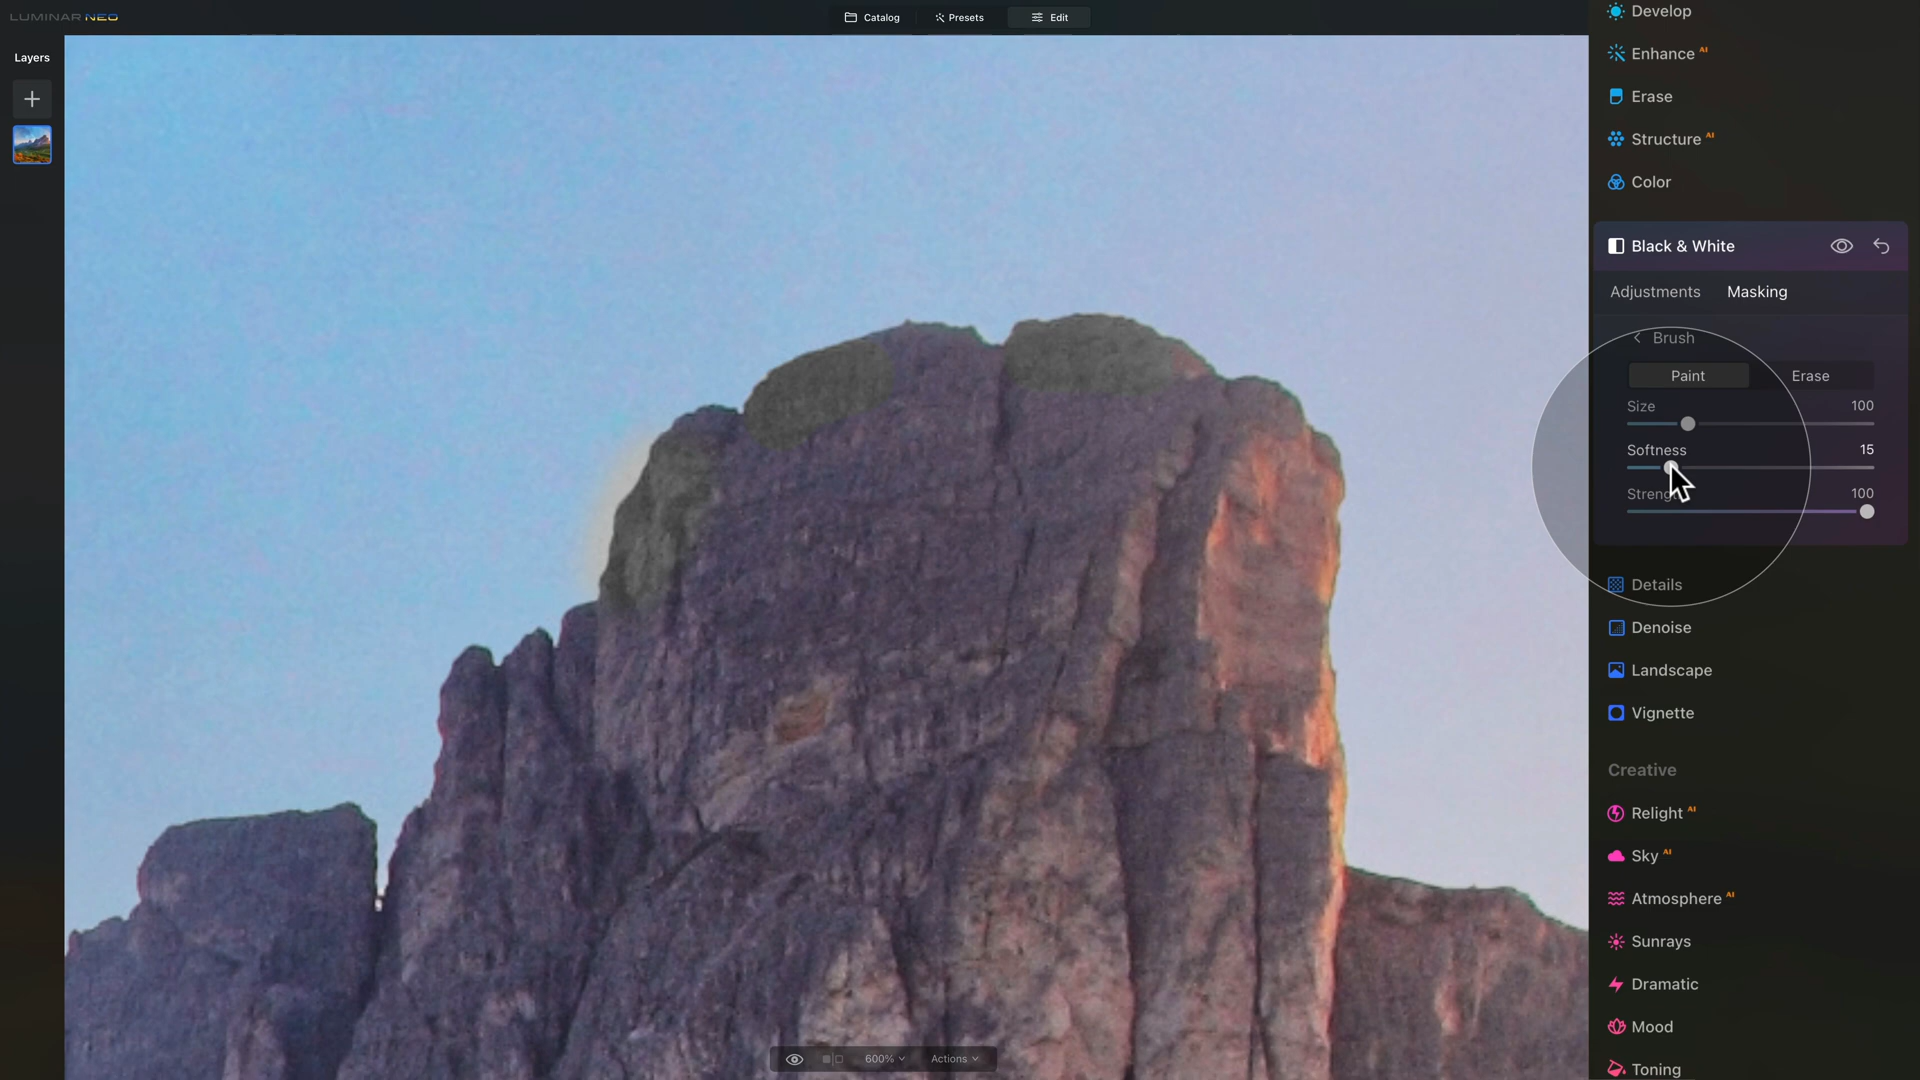 LUMINAR NEO
Catalog
Presets
Edit
Layers
Develop
Enhance AI
Erase
Structure AI
Color
Black & White
Adjustments
Masking
Brush
Paint
Erase
Size
100
Softness
15
Strength
100
Details
Denoise
Landscape
Vignette
Creative
Relight AI
Sky AI
Atmosphere AI
Sunrays
Dramatic
Mood
Toning
600%
Actions